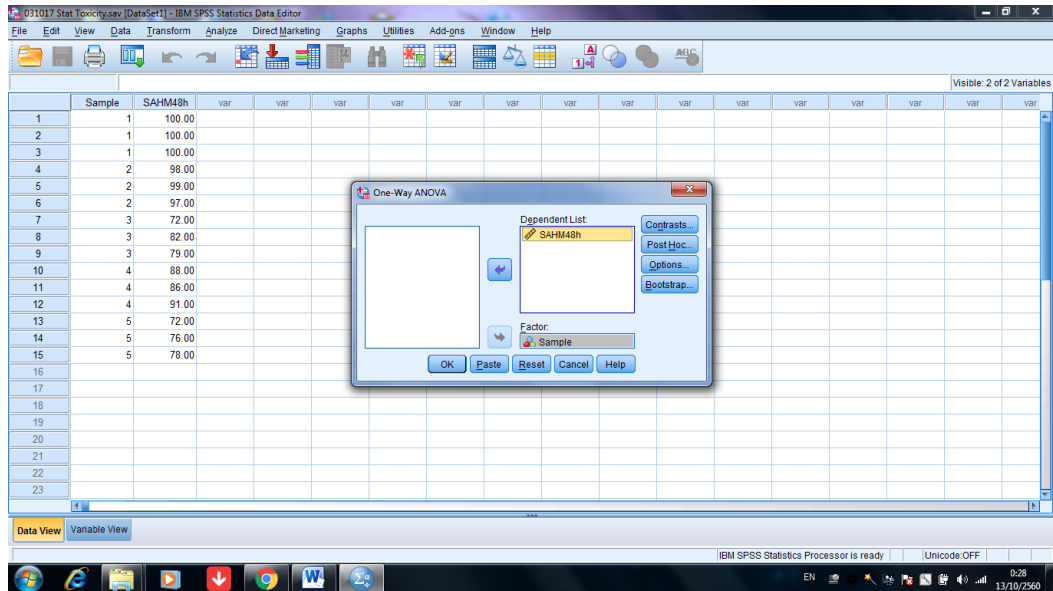 031017 Stat Toxicity.sav [DataSet1] - IBM SPSS Statistics Data Editor
File Edit View Data Transform Analyze Direct Marketing Graphs Utilities Add-ons Window Help
Visible: 2 of 2 Variables
Sample SAHM48h var var var var var var var var var var var var var var var
1 1 100.00
2 1 100.00
3 1 100.00
4 2 98.00
5 2 99.00
6 2 97.00
7 3 72.00
8 3 82.00
9 3 79.00
10 4 88.00
11 4 86.00
12 4 91.00
13 5 72.00
14 5 76.00
15 5 78.00
16
17
18
19
20
21
22
23
One-Way ANOVA
Dependent List:
SAHM48h
Contrasts...
Post Hoc...
Options...
Bootstrap...
Factor:
Sample
OK Paste Reset Cancel Help
Data View Variable View
IBM SPSS Statistics Processor is ready Unicode:OFF
EN 0:28
13/10/2560